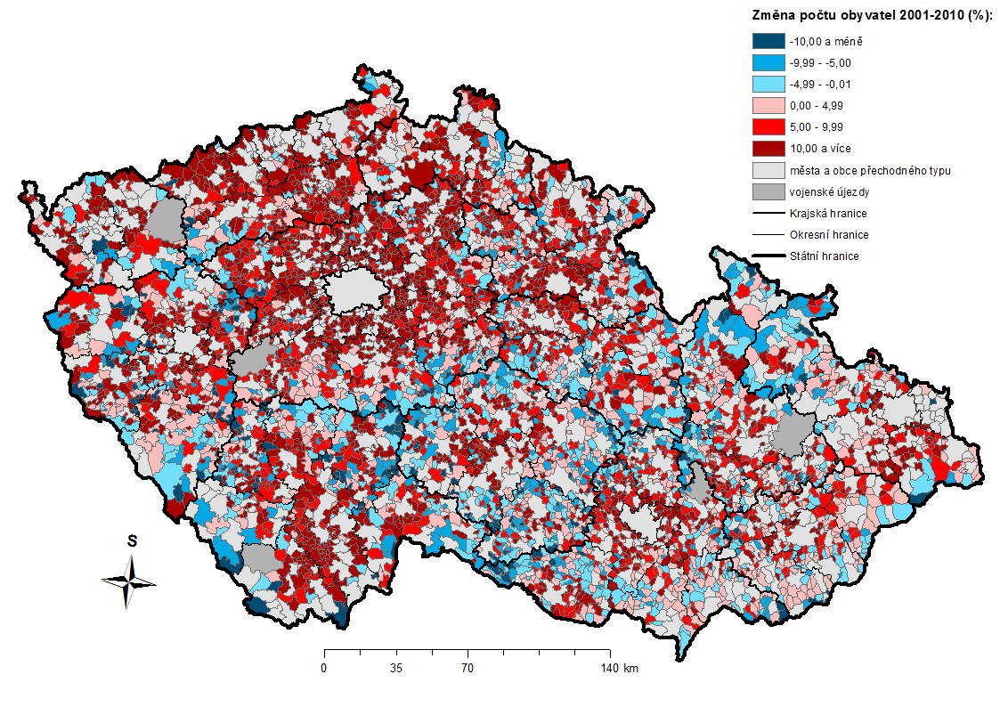 Změna počtu obyvatel 2001-2010 (%):
-10,00 a méně
-9,99 - -5,00
-4,99 - -0,01
0,00 - 4,99
5,00 - 9,99
10,00 a více
města a obce přechodného typu
vojenské újezdy
Krajská hranice
Okresní hranice
Státní hranice
S
0 35 70 140 km